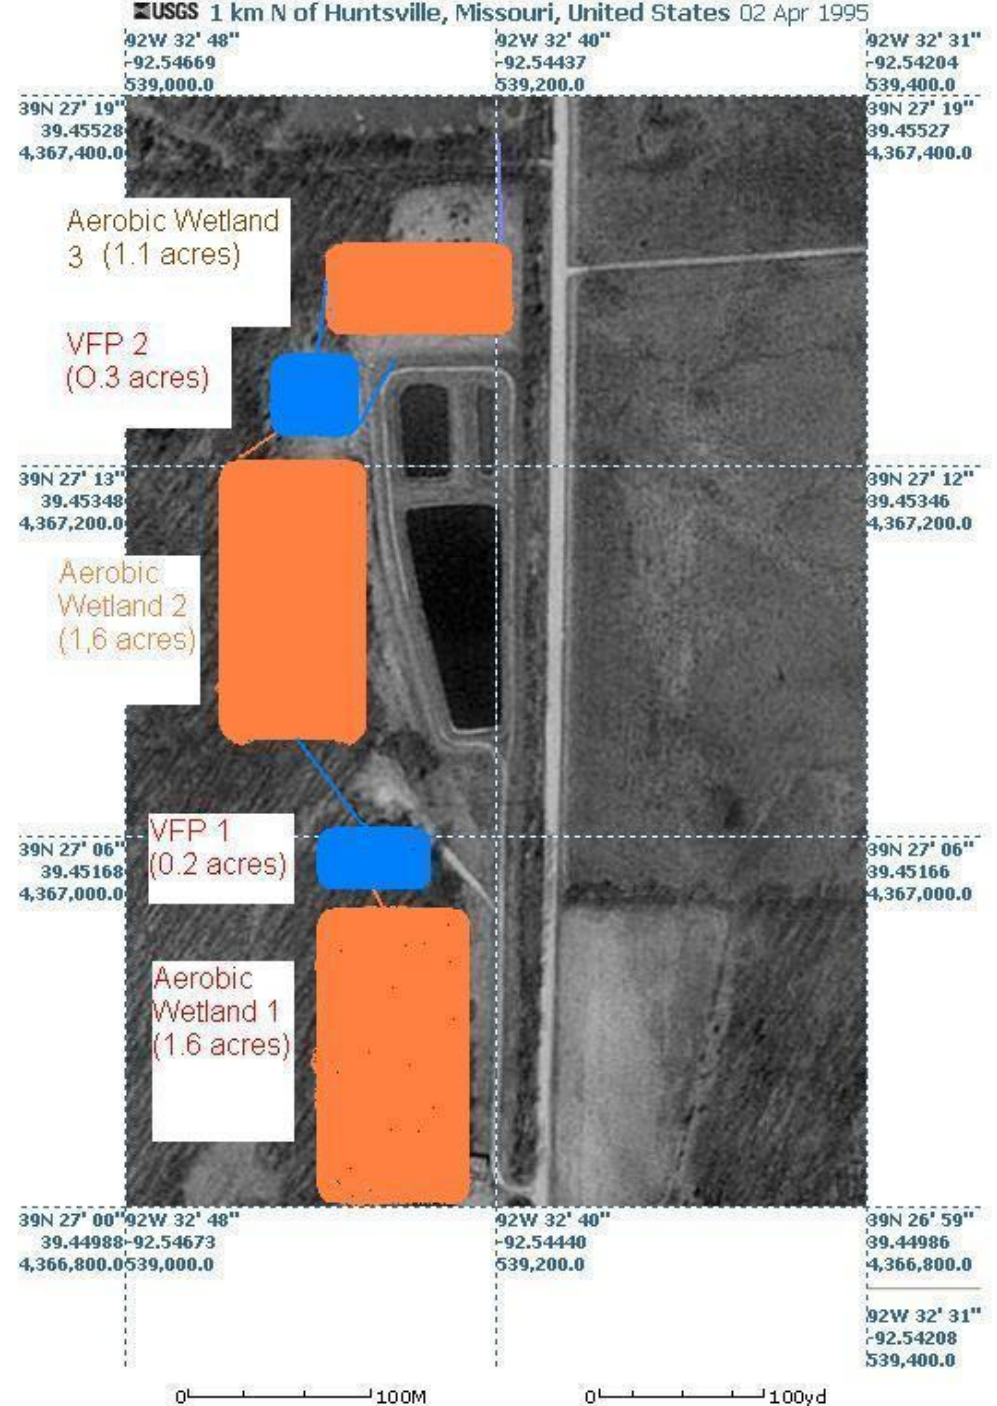 USGS 1 km N of Huntsville, Missouri, United States 02 Apr 1995
92W 32' 48"
-92.54669
539,000.0
92W 32' 40"
-92.54437
539,200.0
92W 32' 31"
-92.54204
539,400.0
39N 27' 19"
39.45528
4,367,400.0
39N 27' 19"
39.45527
4,367,400.0
Aerobic Wetland
3 (1.1 acres)
VFP 2
(O.3 acres)
39N 27' 13"
39.45348
4,367,200.0
39N 27' 12"
39.45346
4,367,200.0
Aerobic
Wetland 2
(1,6 acres)
VFP 1
(0.2 acres)
39N 27' 06"
39.45168
4,367,000.0
39N 27' 06"
39.45166
4,367,000.0
Aerobic
Wetland 1
(1.6 acres)
39N 27' 00"
39.44988
4,366,800.0
92W 32' 48"
-92.54673
539,000.0
92W 32' 40"
-92.54440
539,200.0
39N 26' 59"
39.44986
4,366,800.0
92W 32' 31"
-92.54208
539,400.0
0 100M
0 100yd